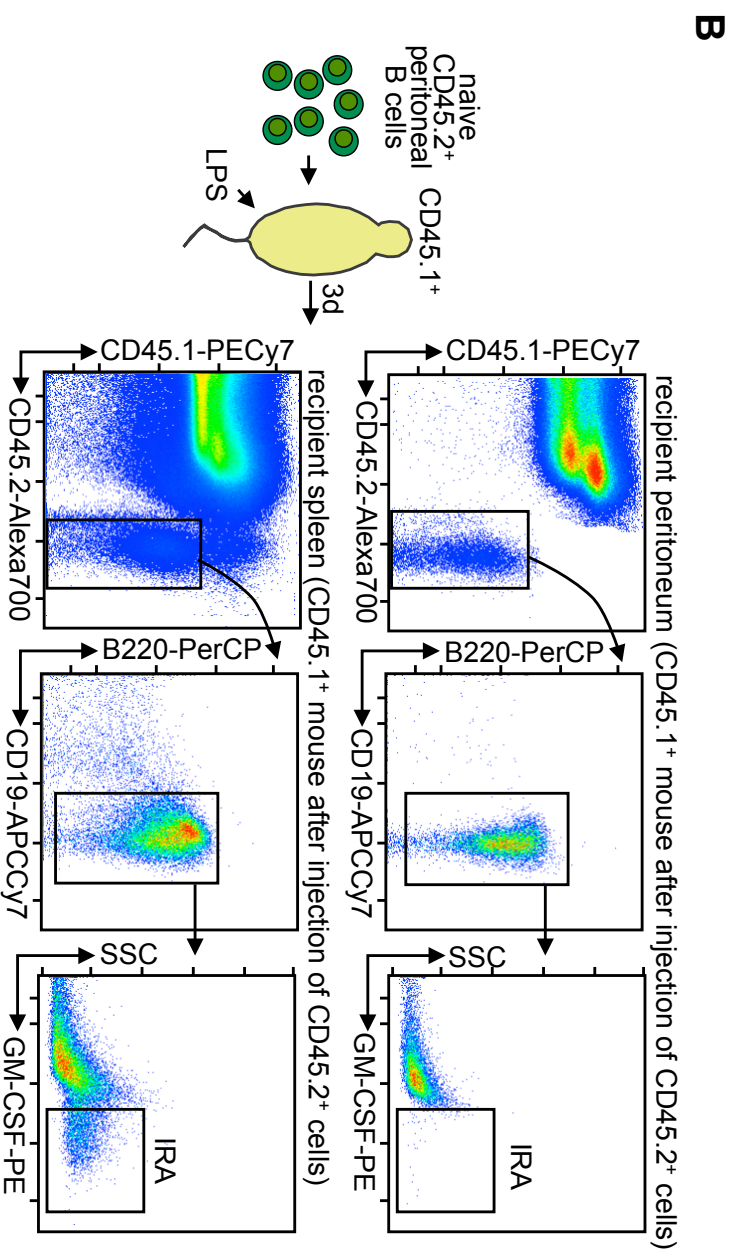 B
naive
CD45.2⁺
peritoneal
B cells
CD45.1⁺
LPS
3d
recipient peritoneum (CD45.1⁺ mouse after injection of CD45.2⁺ cells)
CD45.1-PECy7
CD45.2-Alexa700
B220-PerCP
CD19-APCCy7
SSC
GM-CSF-PE
IRA
recipient spleen (CD45.1⁺ mouse after injection of CD45.2⁺ cells)
CD45.1-PECy7
CD45.2-Alexa700
B220-PerCP
CD19-APCCy7
SSC
GM-CSF-PE
IRA